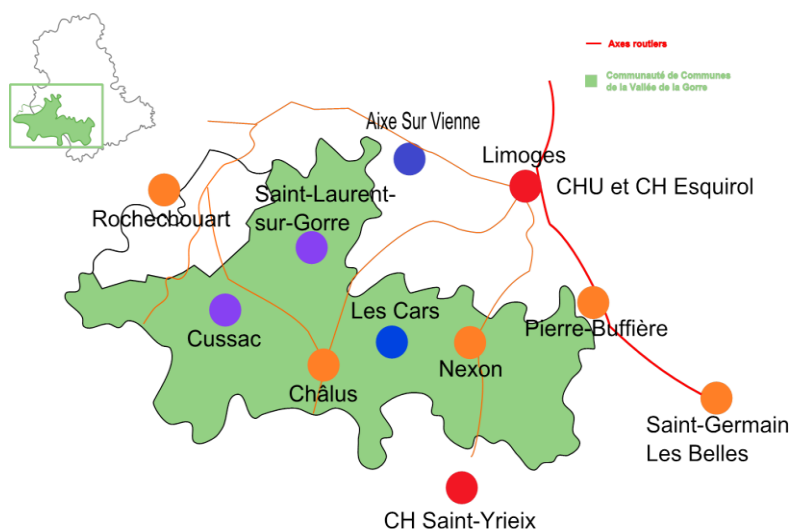 Axes routiers
Communauté de Communes
de la Vallée de la Gorre
Aixe Sur Vienne
Limoges
CHU et CH Esquirol
Rochechouart
Saint-Laurent-
sur-Gorre
Les Cars
Cussac
Pierre-Buffière
Nexon
Châlus
Saint-Germain
Les Belles
CH Saint-Yrieix